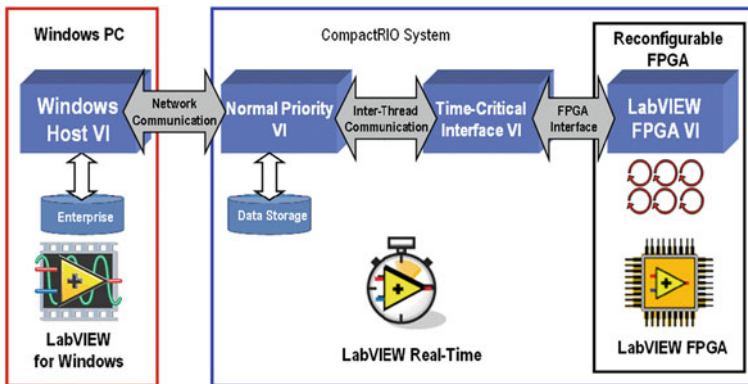 Windows PC
CompactRIO System
Reconfigurable
FPGA
Windows
Host VI
Network
Communication
Normal Priority
VI
Inter-Thread
Communication
Time-Critical
Interface VI
FPGA
Interface
LabVIEW
FPGA VI
Enterprise
Data Storage
LabVIEW
for Windows
LabVIEW Real-Time
LabVIEW FPGA